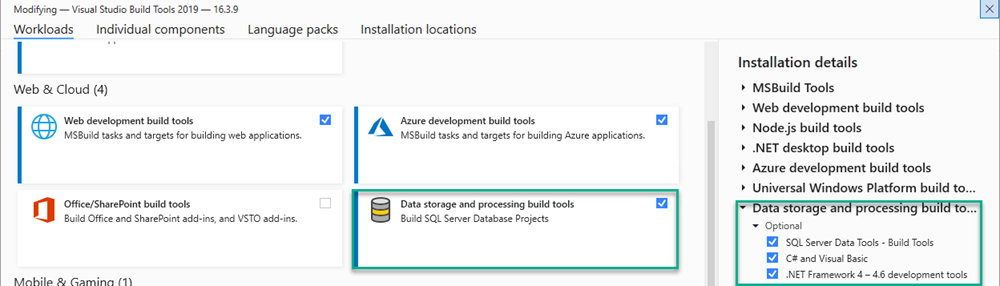 Modifying — Visual Studio Build Tools 2019 — 16.3.9
Workloads Individual components Language packs Installation locations
Web & Cloud (4)
Web development build tools
MSBuild tasks and targets for building web applications.
Azure development build tools
MSBuild tasks and targets for building Azure applications.
Office/SharePoint build tools
Build Office and SharePoint add-ins, and VSTO add-ins.
Data storage and processing build tools
Build SQL Server Database Projects
Mobile & Gaming (1)
Installation details
MSBuild Tools
Web development build tools
Node.js build tools
.NET desktop build tools
Azure development build tools
Universal Windows Platform build to...
Data storage and processing build to...
Optional
SQL Server Data Tools - Build Tools
C# and Visual Basic
.NET Framework 4 – 4.6 development tools